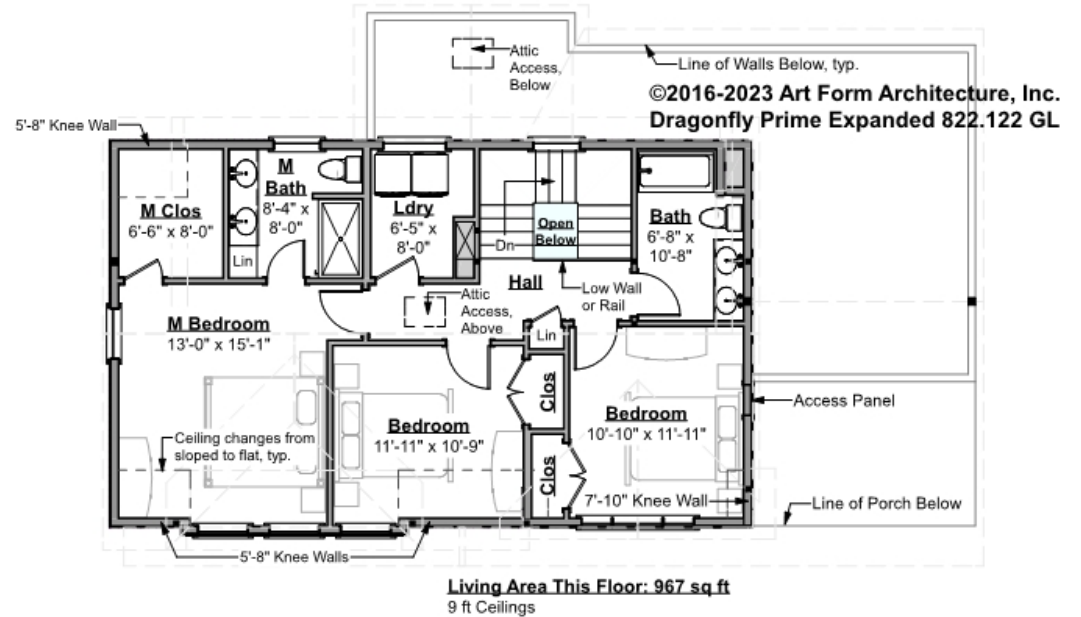 Attic
Access,
Below
Line of Walls Below, typ.
©2016-2023 Art Form Architecture, Inc.
Dragonfly Prime Expanded 822.122 GL
5'-8" Knee Wall
M Clos
6'-6" x 8'-0"
M
Bath
8'-4" x
8'-0"
Lin
Ldry
6'-5" x
8'-0"
Dn
Open
Below
Bath
6'-8" x
10'-8"
Hall
Low Wall
or Rail
Attic
Access,
Above
Lin
M Bedroom
13'-0" x 15'-1"
Clos
Bedroom
11'-11" x 10'-9"
Bedroom
10'-10" x 11'-11"
Access Panel
Ceiling changes from
sloped to flat, typ.
Clos
7'-10" Knee Wall
Line of Porch Below
5'-8" Knee Walls
Living Area This Floor: 967 sq ft
9 ft Ceilings